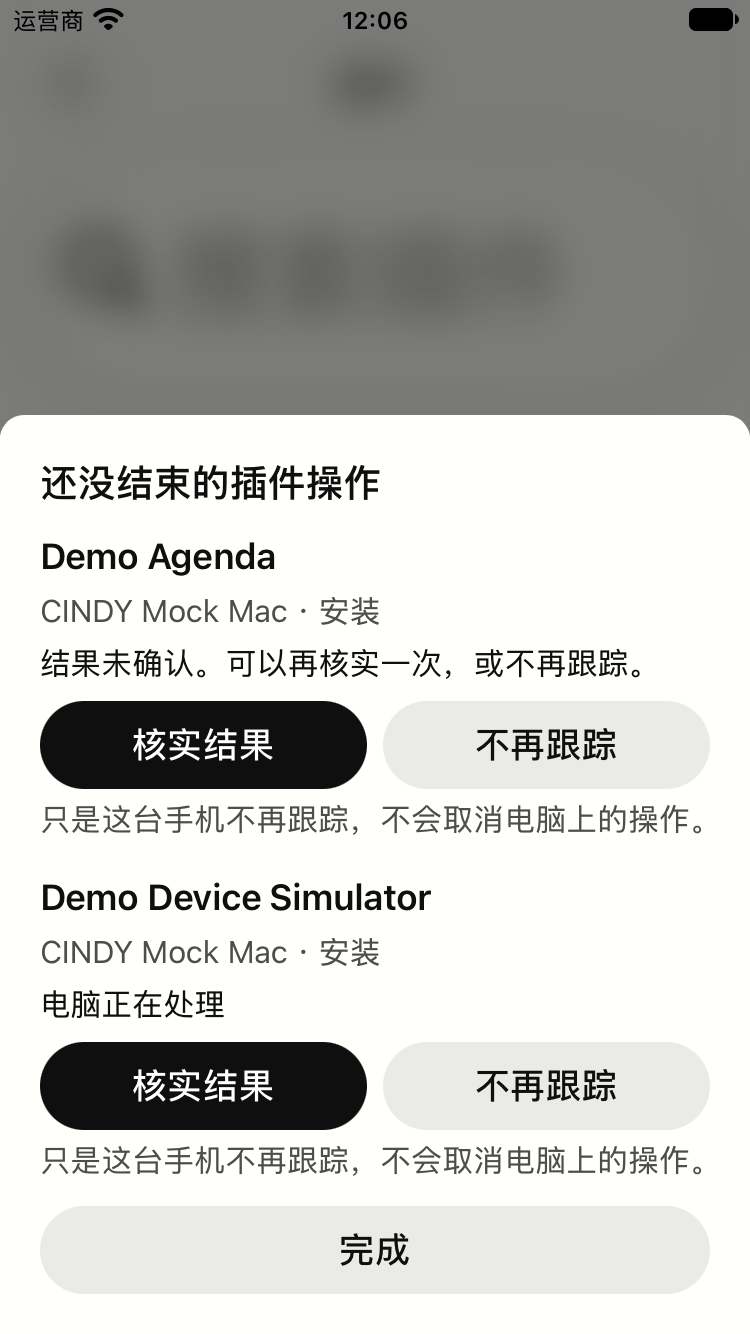 运营商
12:06
还没结束的插件操作
Demo Agenda
CINDY Mock Mac · 安装
结果未确认。可以再核实一次，或不再跟踪。
核实结果
不再跟踪
只是这台手机不再跟踪，不会取消电脑上的操作。
Demo Device Simulator
CINDY Mock Mac · 安装
电脑正在处理
核实结果
不再跟踪
只是这台手机不再跟踪，不会取消电脑上的操作。
完成